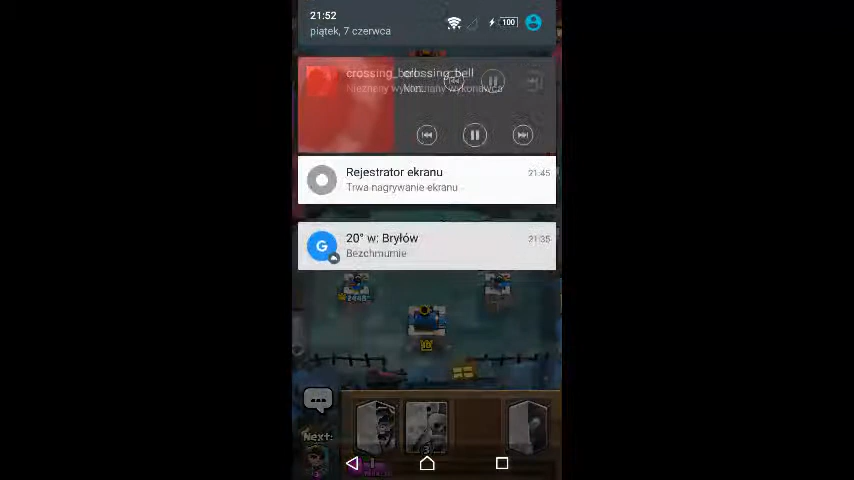 21:52
100
piątek, 7 czerwca
crossing_bell
Nieznany wykonawca
Rejestrator ekranu
21:45
Trwa nagrywanie ekranu
G
20° w: Bryłów
21:35
Bezchmurnie
Next:
3